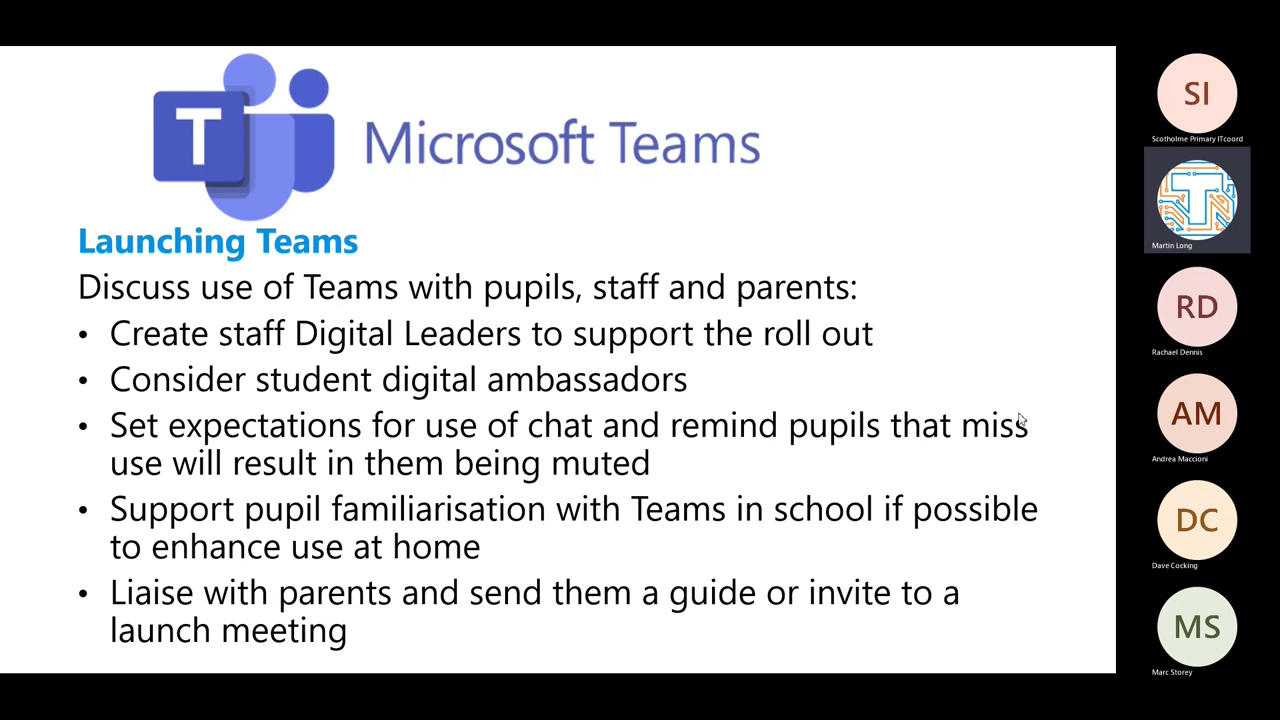 T
Microsoft Teams
Launching Teams
Discuss use of Teams with pupils, staff and parents:
• Create staff Digital Leaders to support the roll out
• Consider student digital ambassadors
• Set expectations for use of chat and remind pupils that miss
use will result in them being muted
• Support pupil familiarisation with Teams in school if possible
to enhance use at home
• Liaise with parents and send them a guide or invite to a
launch meeting
SI
Scotholme Primary ITcoord
Martin Long
RD
Rachael Dennis
AM
Andrea Maccioni
DC
Dave Cocking
MS
Marc Storey